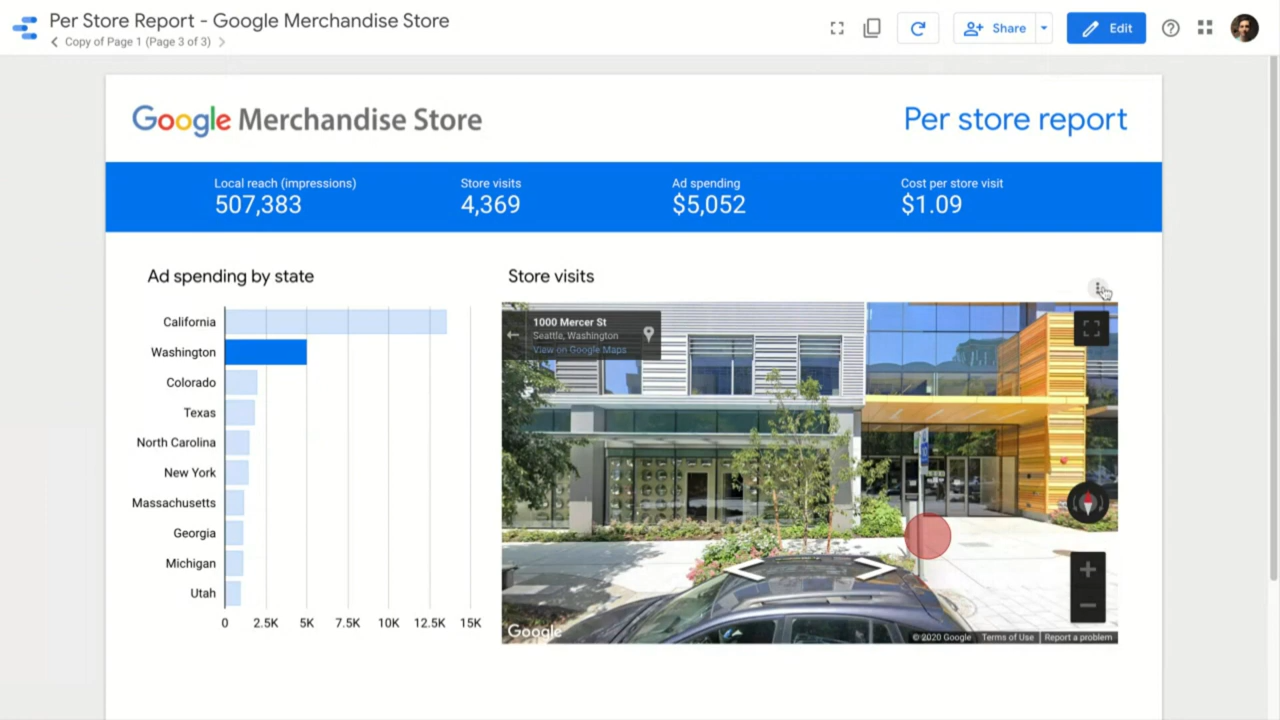 Per Store Report - Google Merchandise Store
Copy of Page 1 (Page 3 of 3)
Share
Edit
Google Merchandise Store
Per store report
Local reach (impressions)
507,383
Store visits
4,369
Ad spending
$5,052
Cost per store visit
$1.09
Ad spending by state
California
Washington
Colorado
Texas
North Carolina
New York
Massachusetts
Georgia
Michigan
Utah
0 2.5K 5K 7.5K 10K 12.5K 15K
Store visits
1000 Mercer St
Seattle, Washington
View on Google Maps
Google
© 2020 Google
Terms of Use
Report a problem